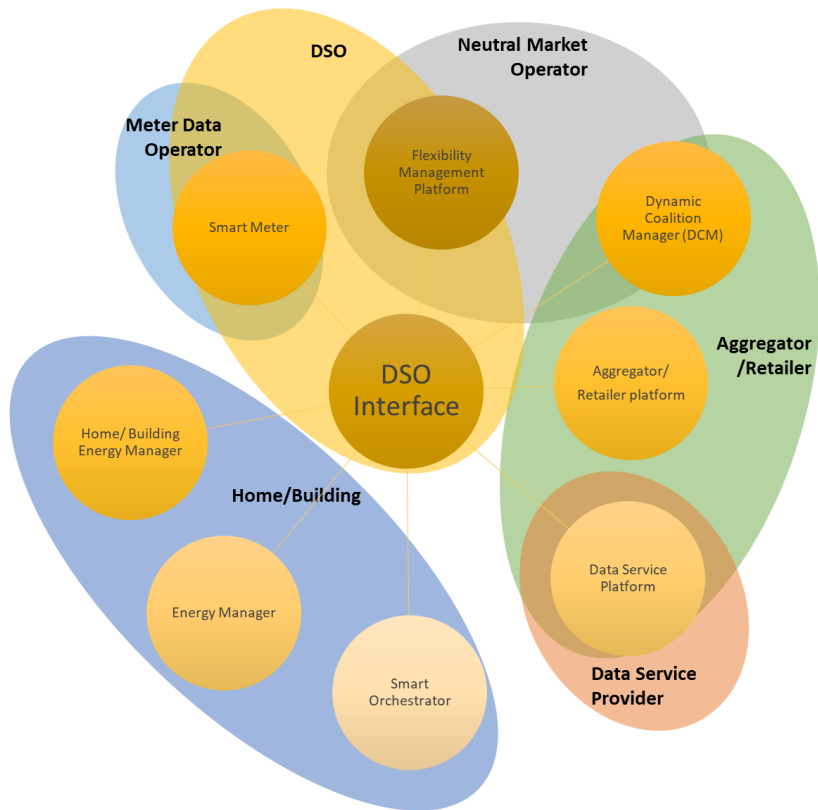 Neutral Market
Operator
DSO
Meter Data
Operator
Flexibility
Management
Platform
Smart Meter
Dynamic
Coalition
Manager (DCM)
Aggregator
/Retailer
DSO
Interface
Aggregator/
Retailer platform
Home/ Building
Energy Manager
Home/Building
Data Service
Platform
Energy Manager
Smart
Orchestrator
Data Service
Provider